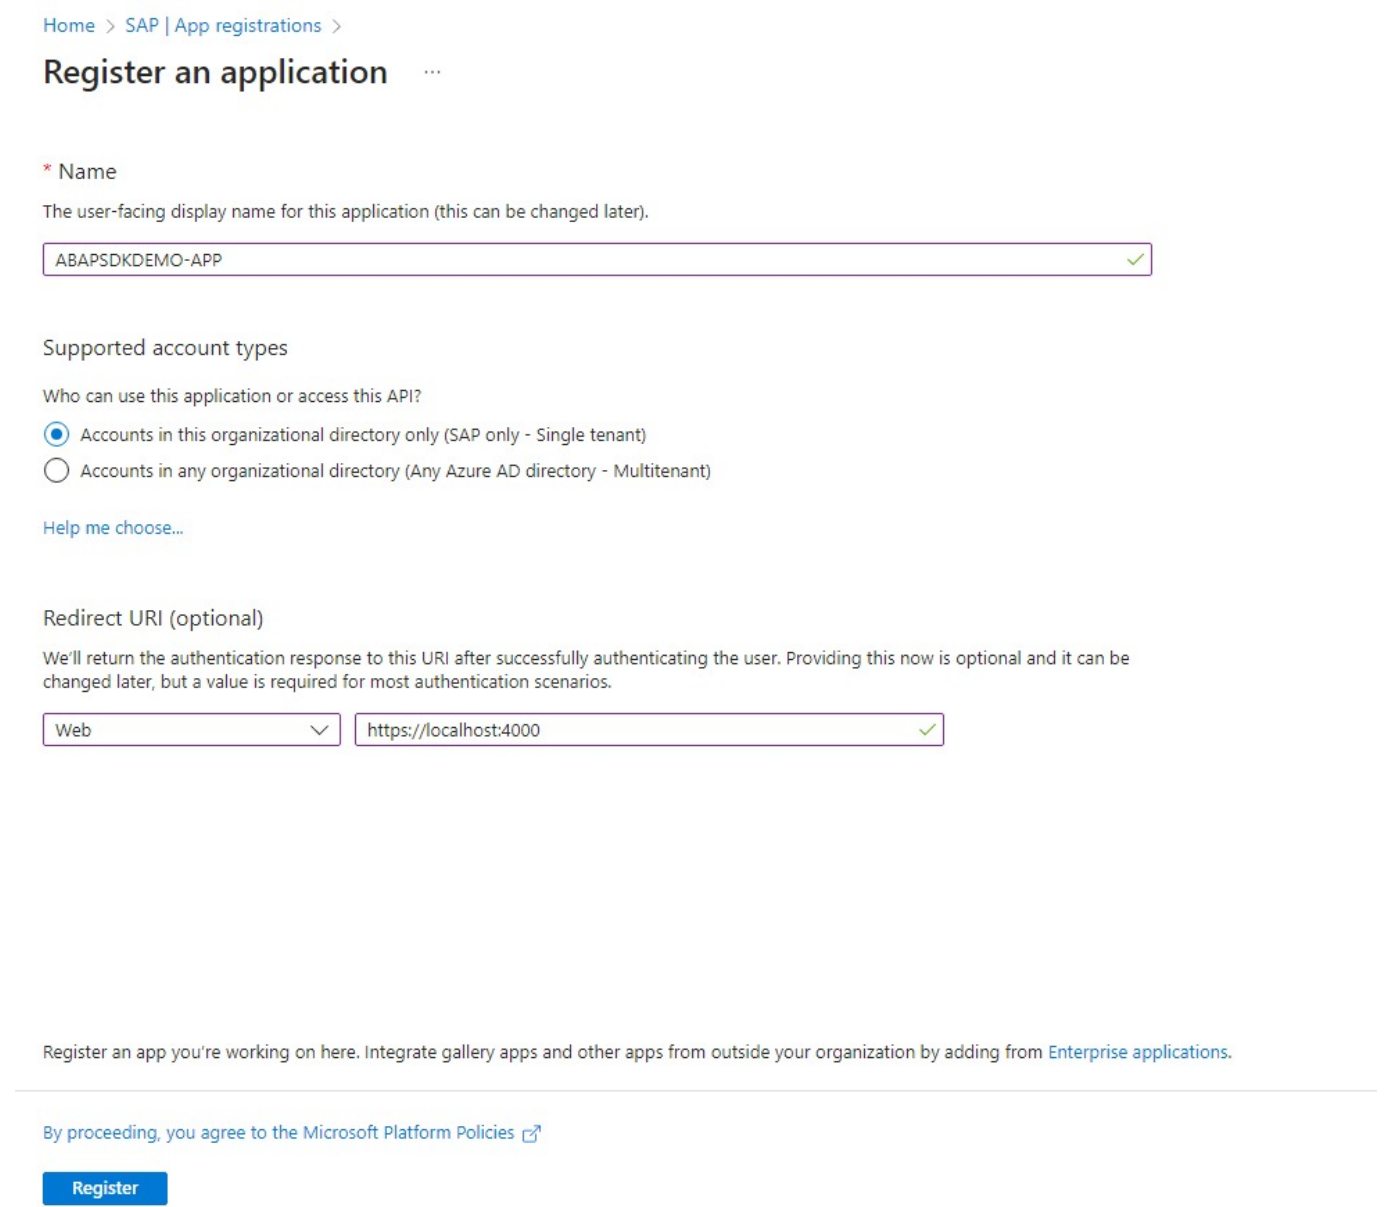 Home > SAP | App registrations >
Register an application ...
* Name
The user-facing display name for this application (this can be changed later).
ABAPSDKDEMO-APP
Supported account types
Who can use this application or access this API?
Accounts in this organizational directory only (SAP only - Single tenant)
Accounts in any organizational directory (Any Azure AD directory - Multitenant)
Help me choose...
Redirect URI (optional)
We'll return the authentication response to this URI after successfully authenticating the user. Providing this now is optional and it can be
changed later, but a value is required for most authentication scenarios.
Web https://localhost:4000
Register an app you're working on here. Integrate gallery apps and other apps from outside your organization by adding from Enterprise applications.
By proceeding, you agree to the Microsoft Platform Policies
Register